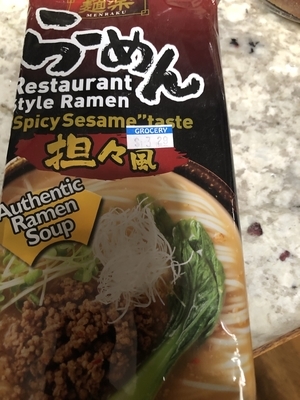 麺楽
MENRAKU
らーめん
Restaurant
Style Ramen
"Spicy Sesame" taste
GROCERY
担々風
Authentic
Ramen
Soup